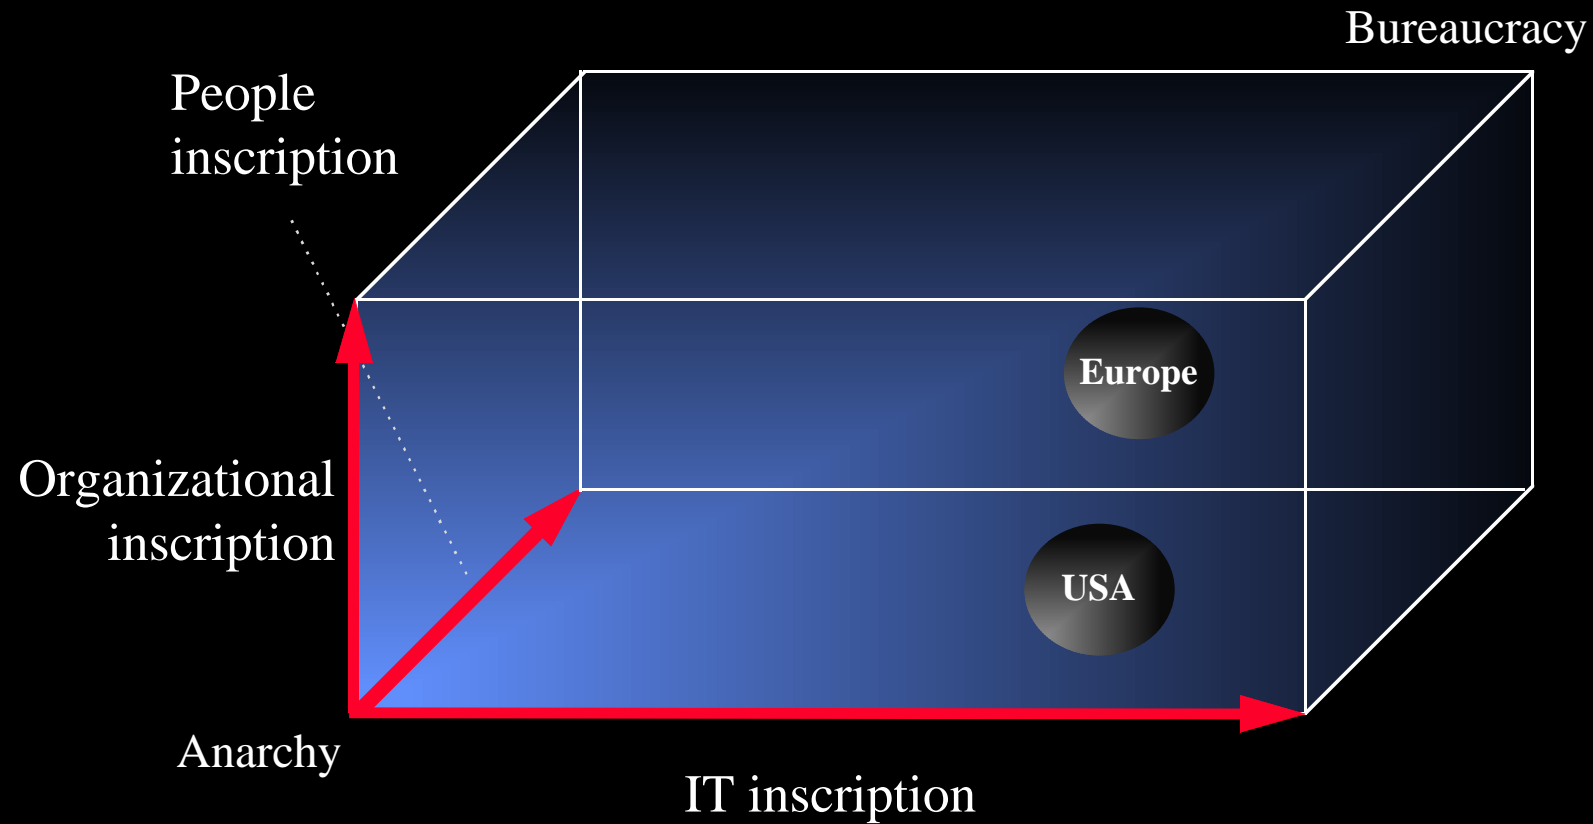 Bureaucracy
People
inscription
Europe
Organizational
inscription
USA
Anarchy
IT inscription